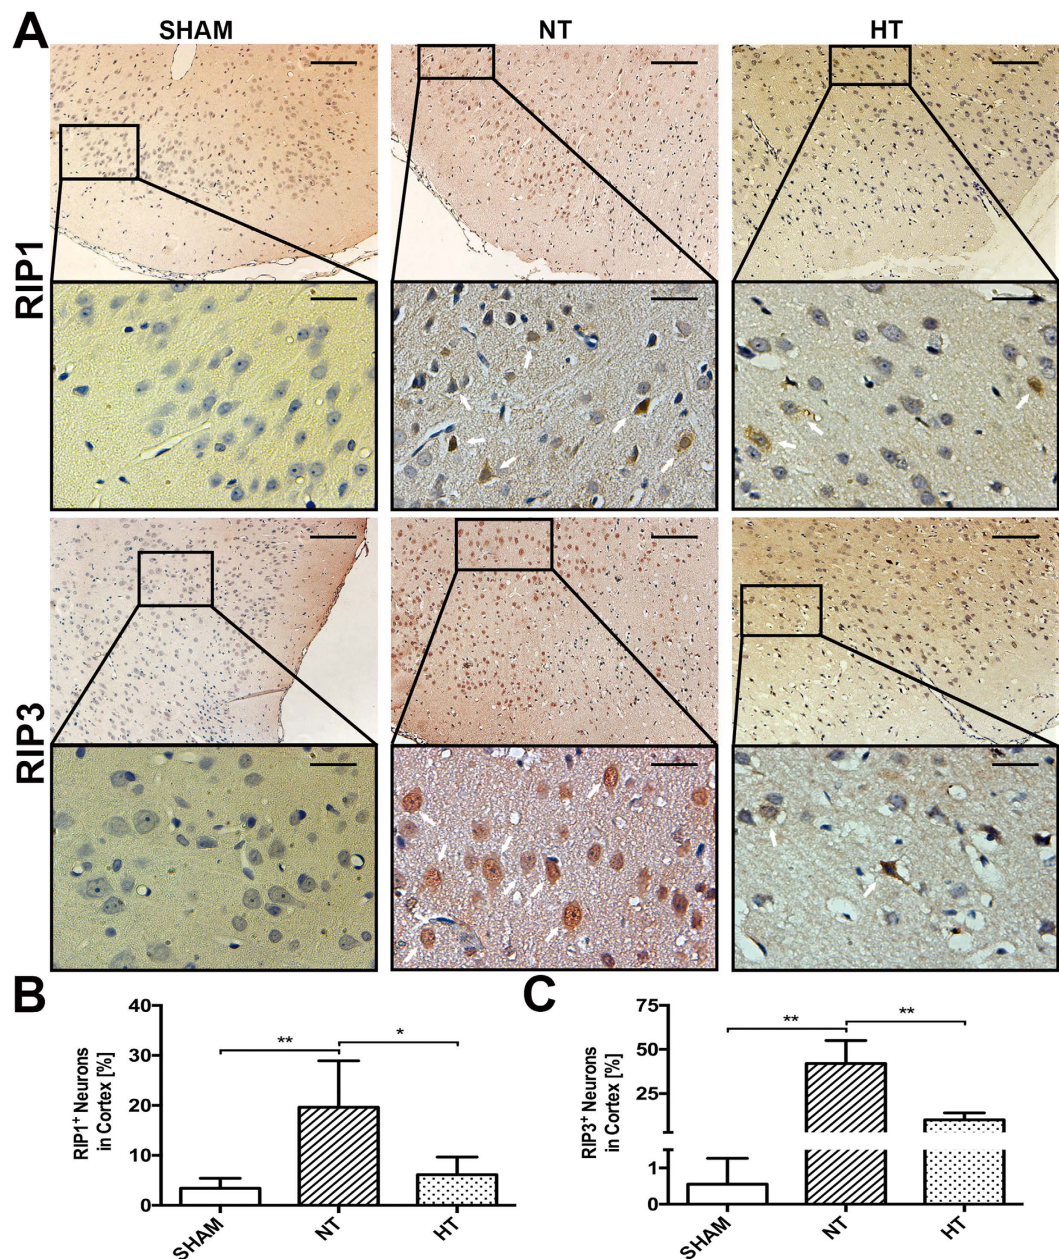 A
SHAM NT HT
RIP1
RIP3
B
RIP1⁺ Neurons
in Cortex [%]
40
30
20
10
0
**
*
SHAM
NT
HT
C
RIP3⁺ Neurons
in Cortex [%]
75
50
25
1
0
**
**
SHAM
NT
HT